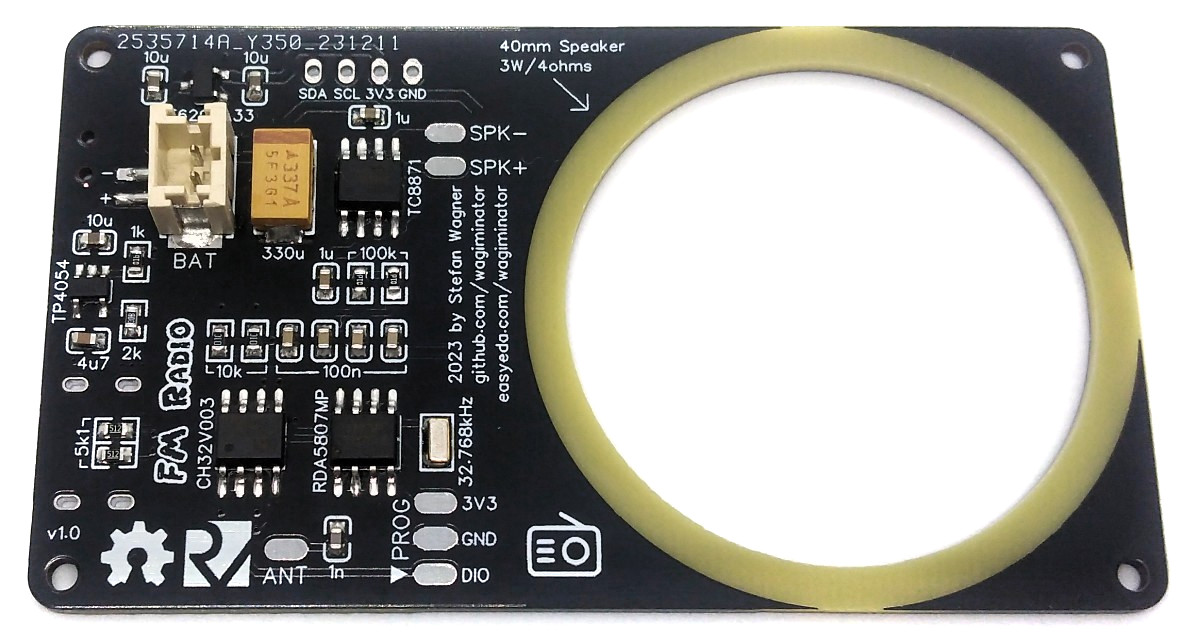 2535714A_Y350_231211
40mm Speaker
3W/4ohms
10u
10u
SDA SCL 3V3 GND
33
1u
SPK-
-
A337A
5F361
SPK+
+
TC8871
10u
1k
BAT
330u
1u
100k
TP4054
2023 by Stefan Wagner
github.com/wagiminator
easyeda.com/wagiminator
4u7
2k
10k
100n
FM RADIO
5k1
512
512
CH32V003
RDA5807MP
32.768kHz
v1.0
PROG
3V3
GND
DIO
ANT
1n